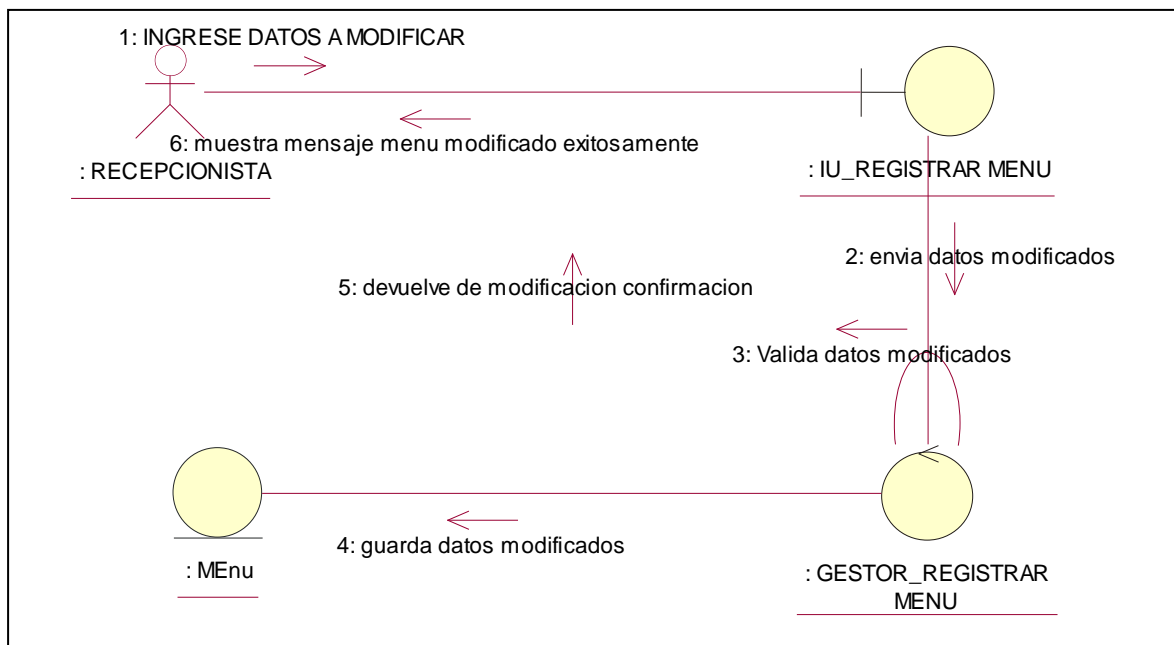 1: INGRESE DATOS A MODIFICAR
6: muestra mensaje menu modificado exitosamente
: RECEPCIONISTA
: IU_REGISTRAR MENU
2: envia datos modificados
5: devuelve de modificacion confirmacion
3: Valida datos modificados
4: guarda datos modificados
: MEnu
: GESTOR_REGISTRAR
MENU